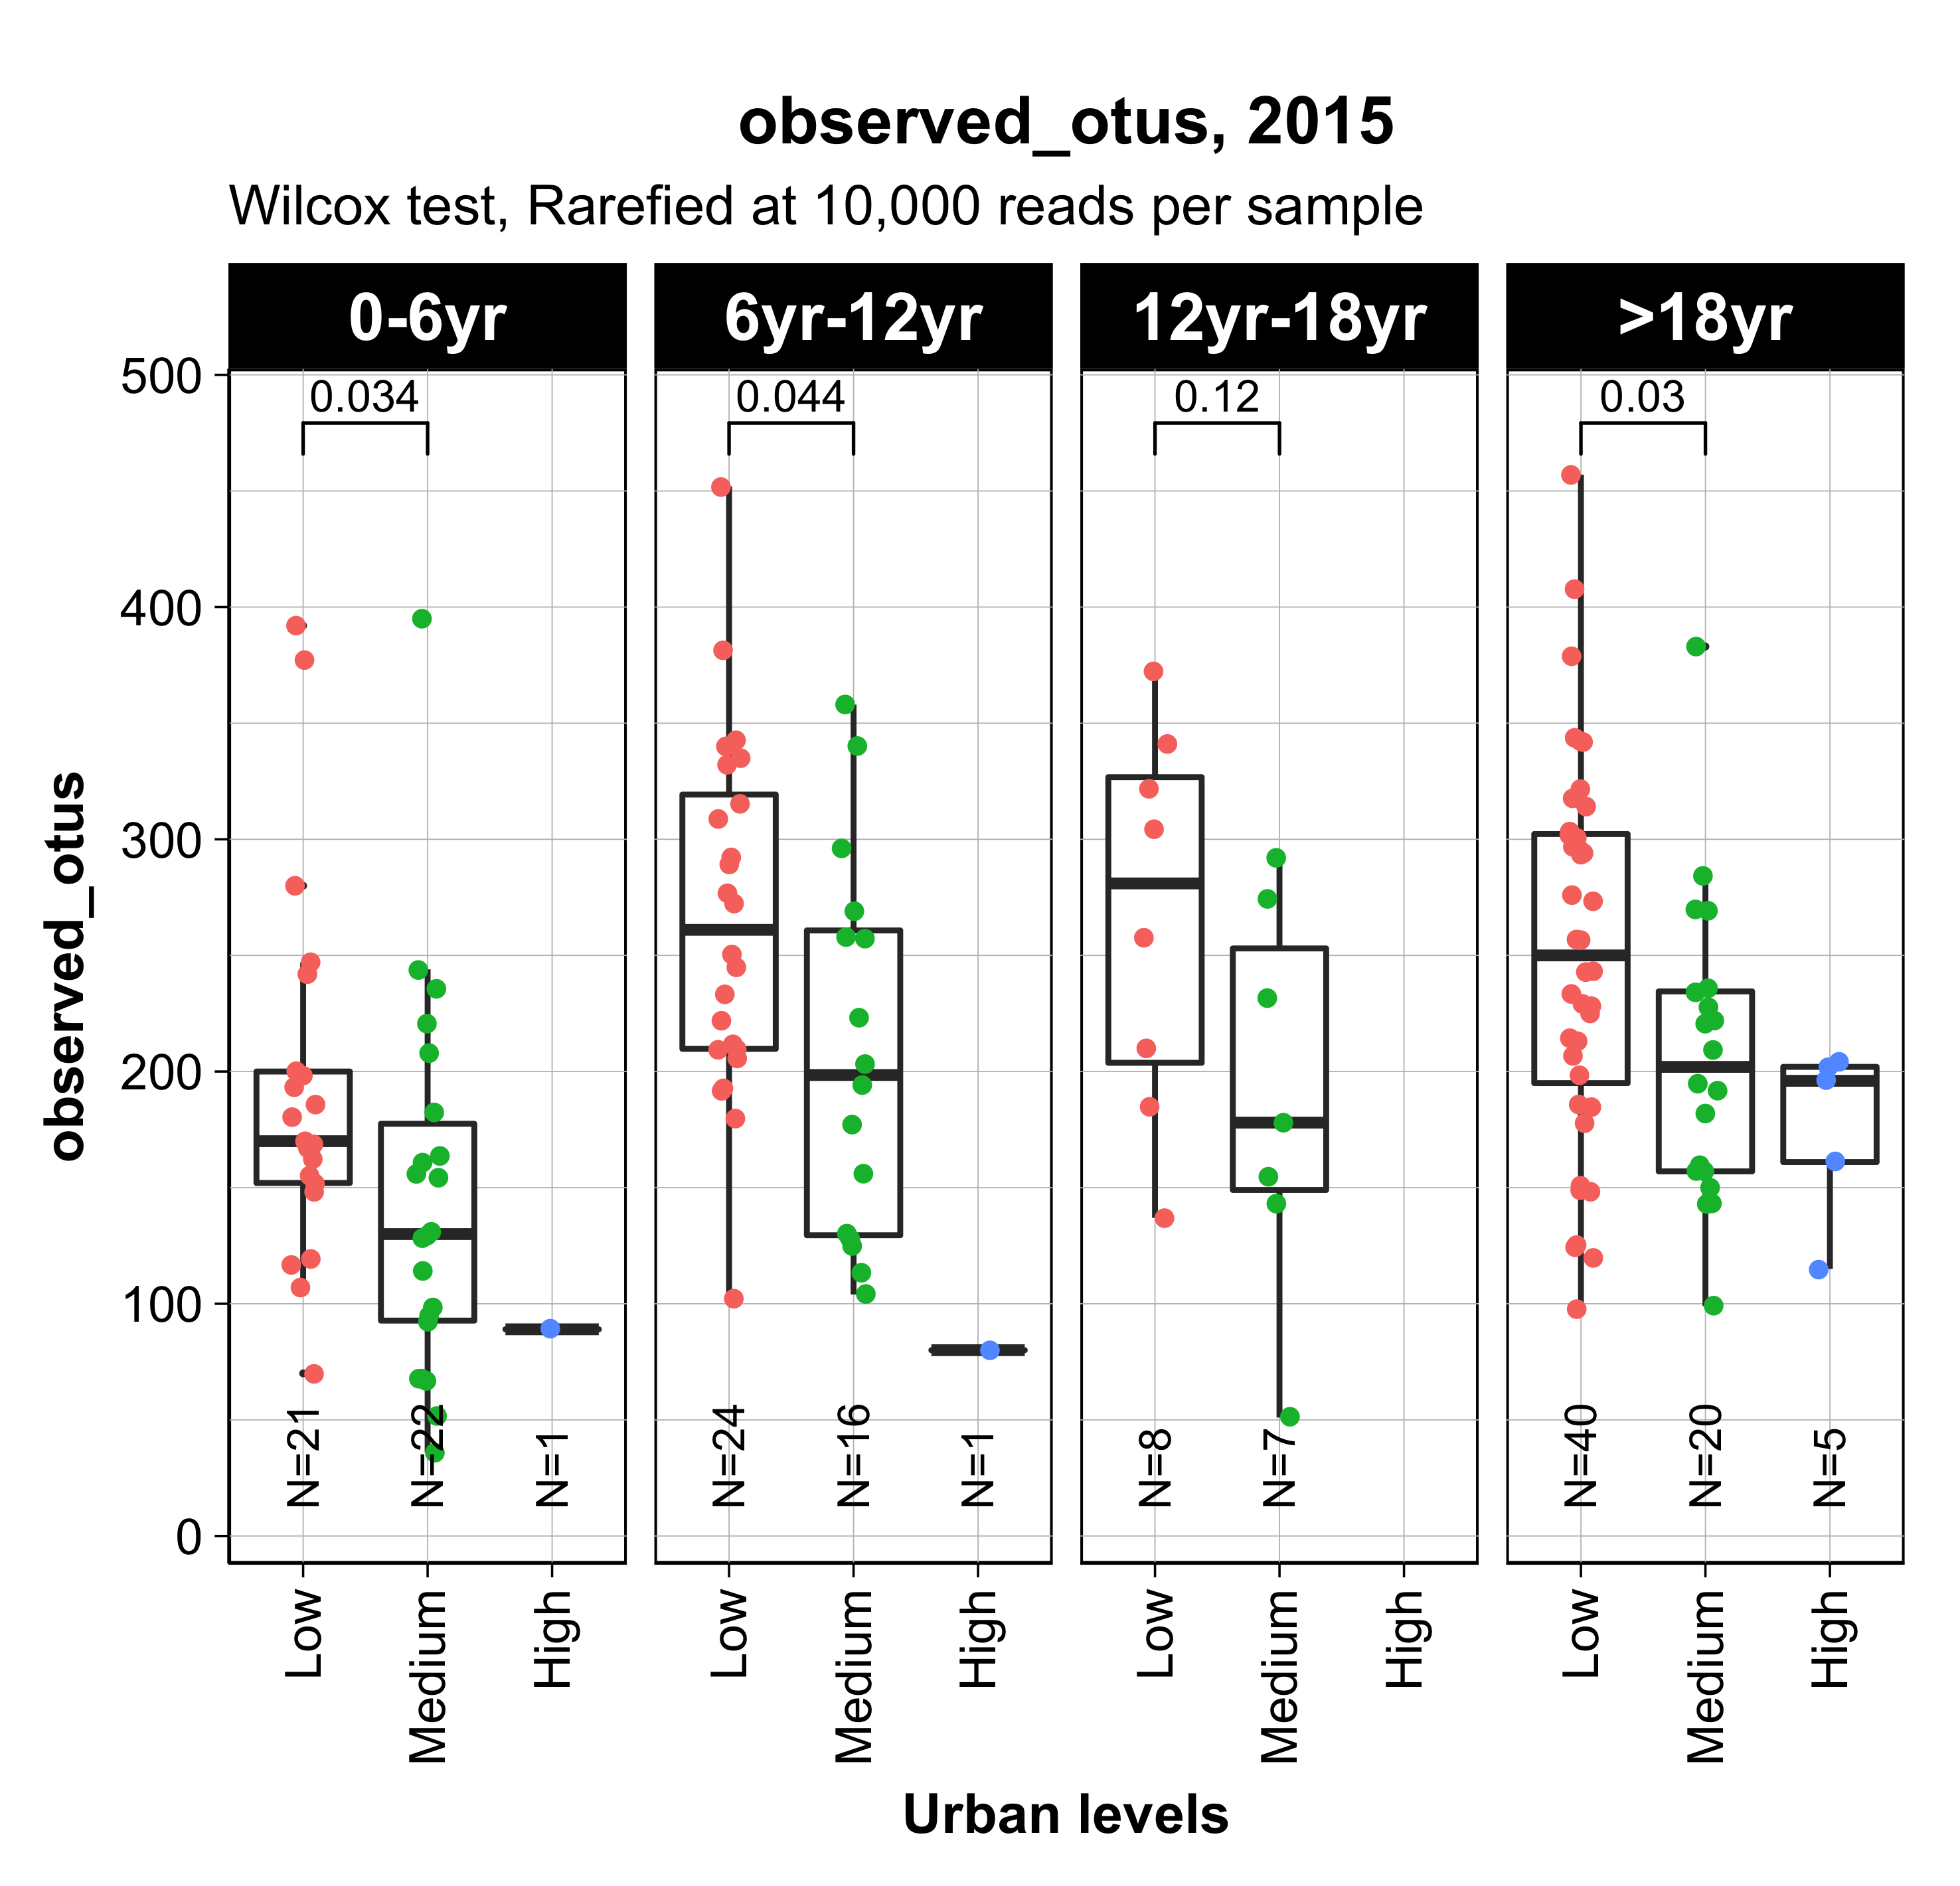 observed_otus, 2015
Wilcox test, Rarefied at 10,000 reads per sample
0-6yr 6yr-12yr 12yr-18yr >18yr
0.034 0.044 0.12 0.03
500
400
300
200
100
0
observed_otus
N=21 N=22 N=1 N=24 N=16 N=1 N=8 N=7 N=40 N=20 N=5
Low Medium High Low Medium High Low Medium High Low Medium High
Urban levels